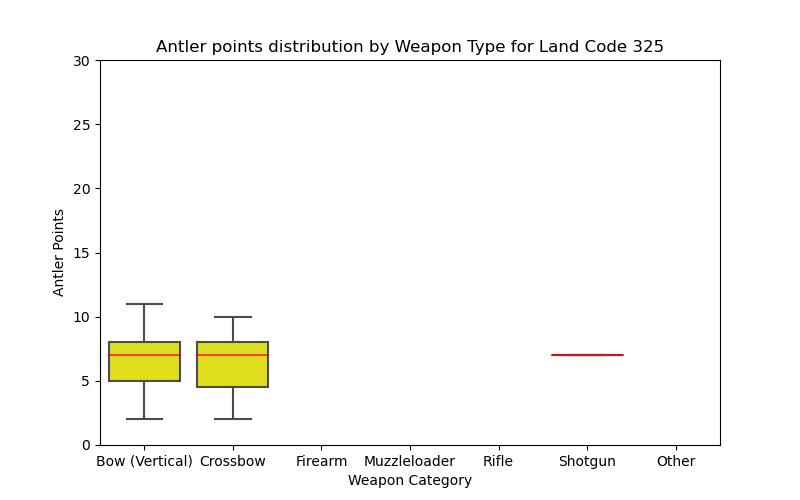 Antler points distribution by Weapon Type for Land Code 325
30
25
20
15
10
5
0
Antler Points
Bow (Vertical) Crossbow Firearm Muzzleloader Rifle Shotgun Other
Weapon Category